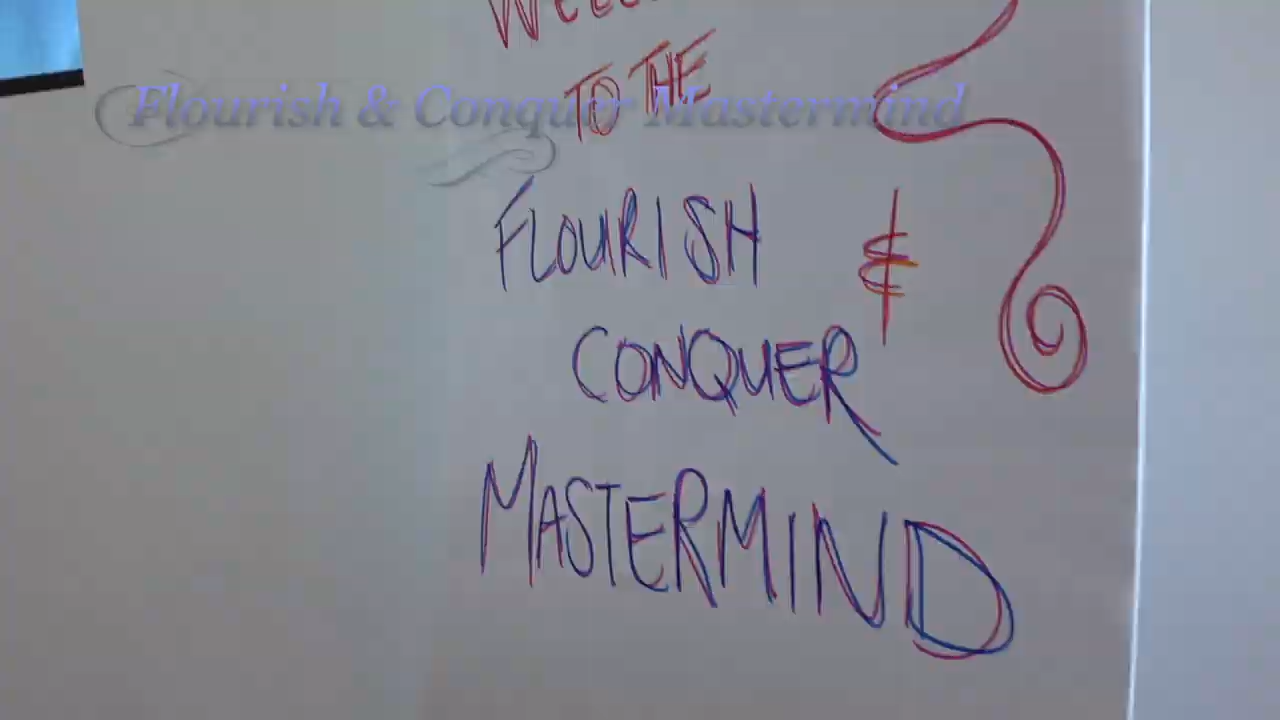 TO THE
Flourish & Conquer Mastermind
FLOURISH &
CONQUER
MASTERMIND